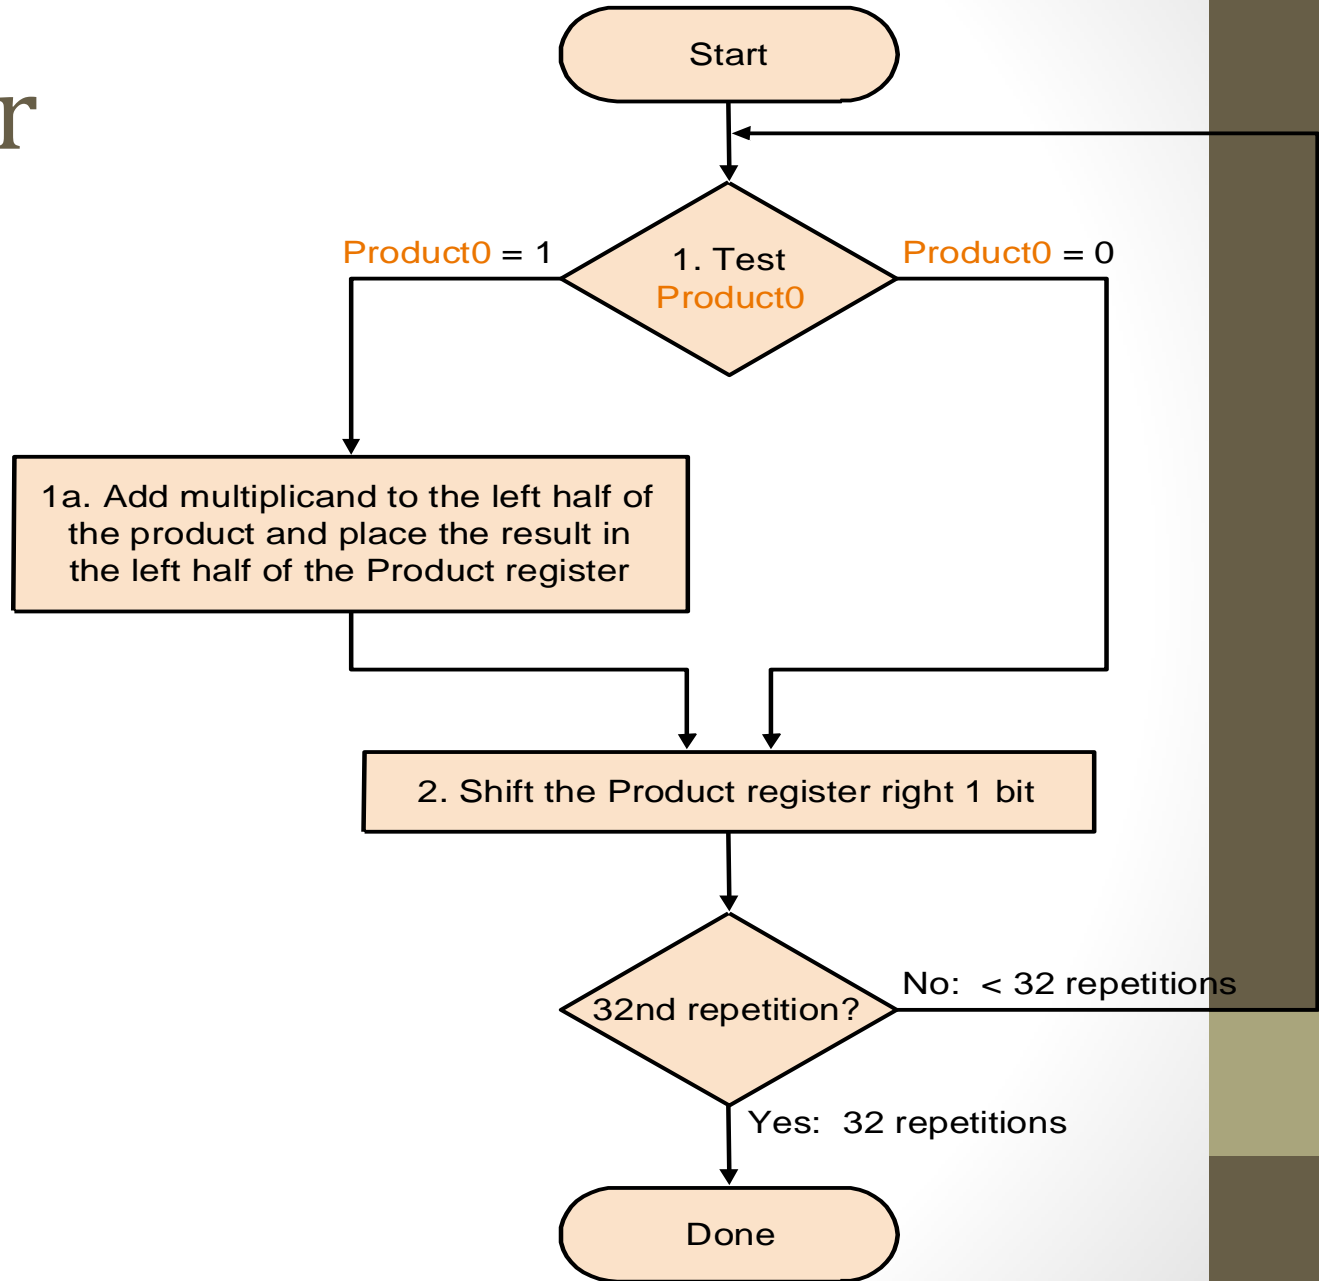 r
Start
Product0 = 1
1. Test
Product0
Product0 = 0
1a. Add multiplicand to the left half of
the product and place the result in
the left half of the Product register
2. Shift the Product register right 1 bit
32nd repetition?
No: < 32 repetitions
Yes: 32 repetitions
Done